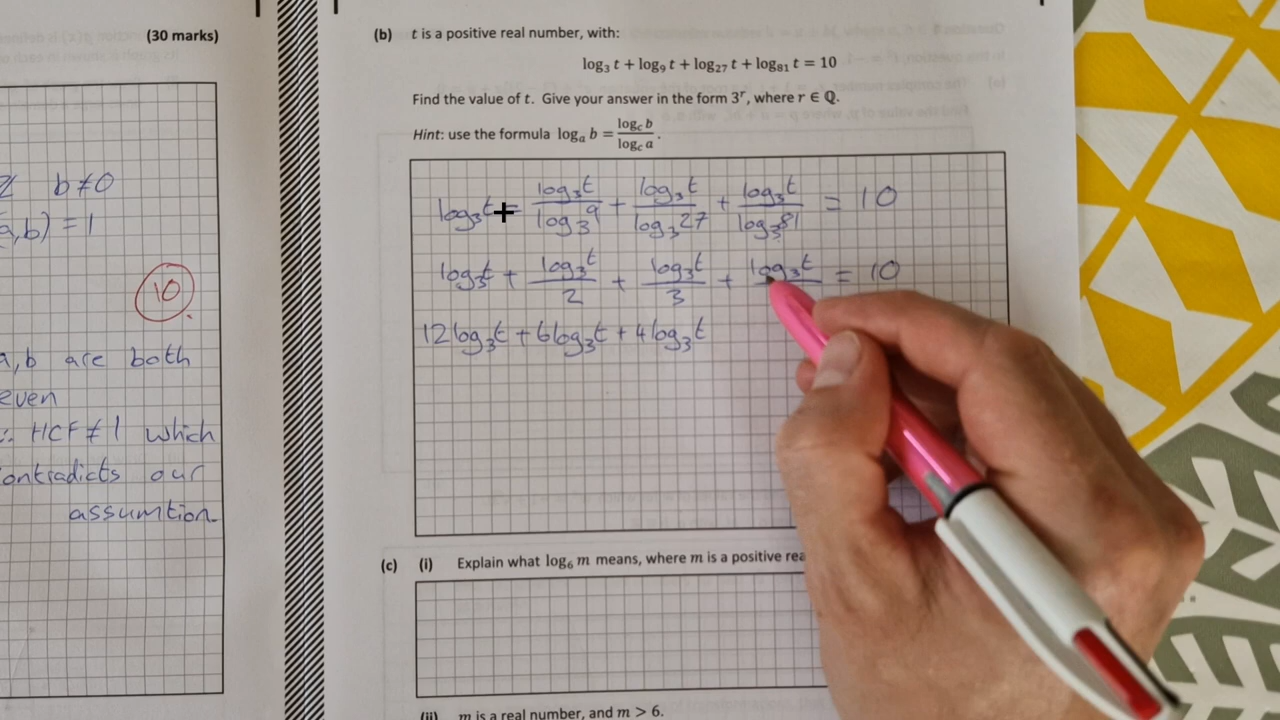 (30 marks)
b ≠ 0
a,b) = 1
10
a,b are both
even
∴ HCF ≠ 1 which
contradicts our
assumtion.
(b) t is a positive real number, with:
log₃ t + log₉ t + log₂₇ t + log₈₁ t = 10
Find the value of t. Give your answer in the form 3ʳ, where r ∈ ℚ.
Hint: use the formula logₐ b = log꜀ b / log꜀ a .
log₃t + log₃t / log₃9 + log₃t / log₃27 + log₃t / log₃81 = 10
log₃t + log₃t / 2 + log₃t / 3 + log₃t = 10
12log₃t + 6log₃t + 4log₃t
(c) (i) Explain what log₆ m means, where m is a positive rea
(ii) m is a real number, and m > 6.